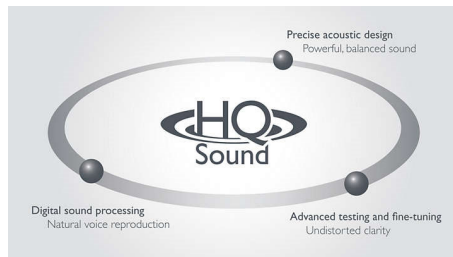 Precise acoustic design
Powerful, balanced sound
HQ
Sound
Digital sound processing
Natural voice reproduction
Advanced testing and fine-tuning
Undistorted clarity